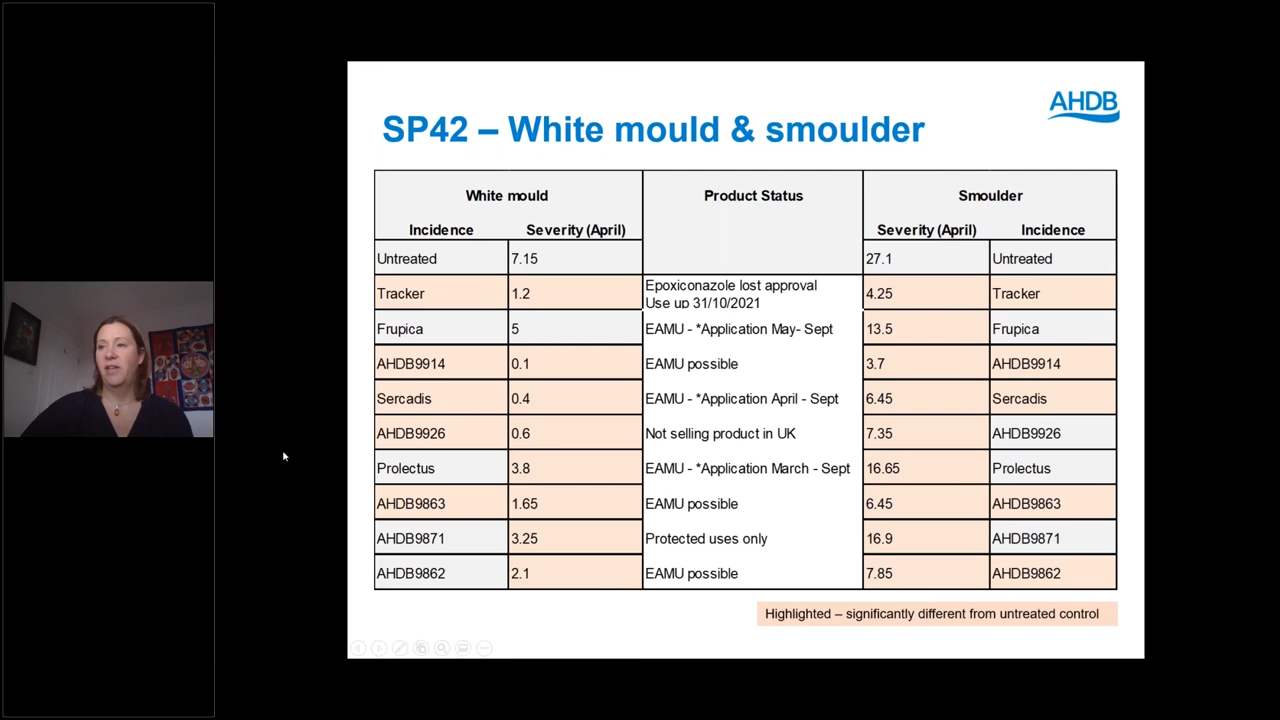 AHDB
SP42 – White mould & smoulder
White mould Product Status Smoulder
Incidence Severity (April) Severity (April) Incidence
Untreated 7.15 27.1 Untreated
Tracker 1.2 Epoxiconazole lost approval 4.25 Tracker
Use up 31/10/2021
Frupica 5 EAMU - *Application May- Sept 13.5 Frupica
AHDB9914 0.1 EAMU possible 3.7 AHDB9914
Sercadis 0.4 EAMU - *Application April - Sept 6.45 Sercadis
AHDB9926 0.6 Not selling product in UK 7.35 AHDB9926
Prolectus 3.8 EAMU - *Application March - Sept 16.65 Prolectus
AHDB9863 1.65 EAMU possible 6.45 AHDB9863
AHDB9871 3.25 Protected uses only 16.9 AHDB9871
AHDB9862 2.1 EAMU possible 7.85 AHDB9862
Highlighted – significantly different from untreated control